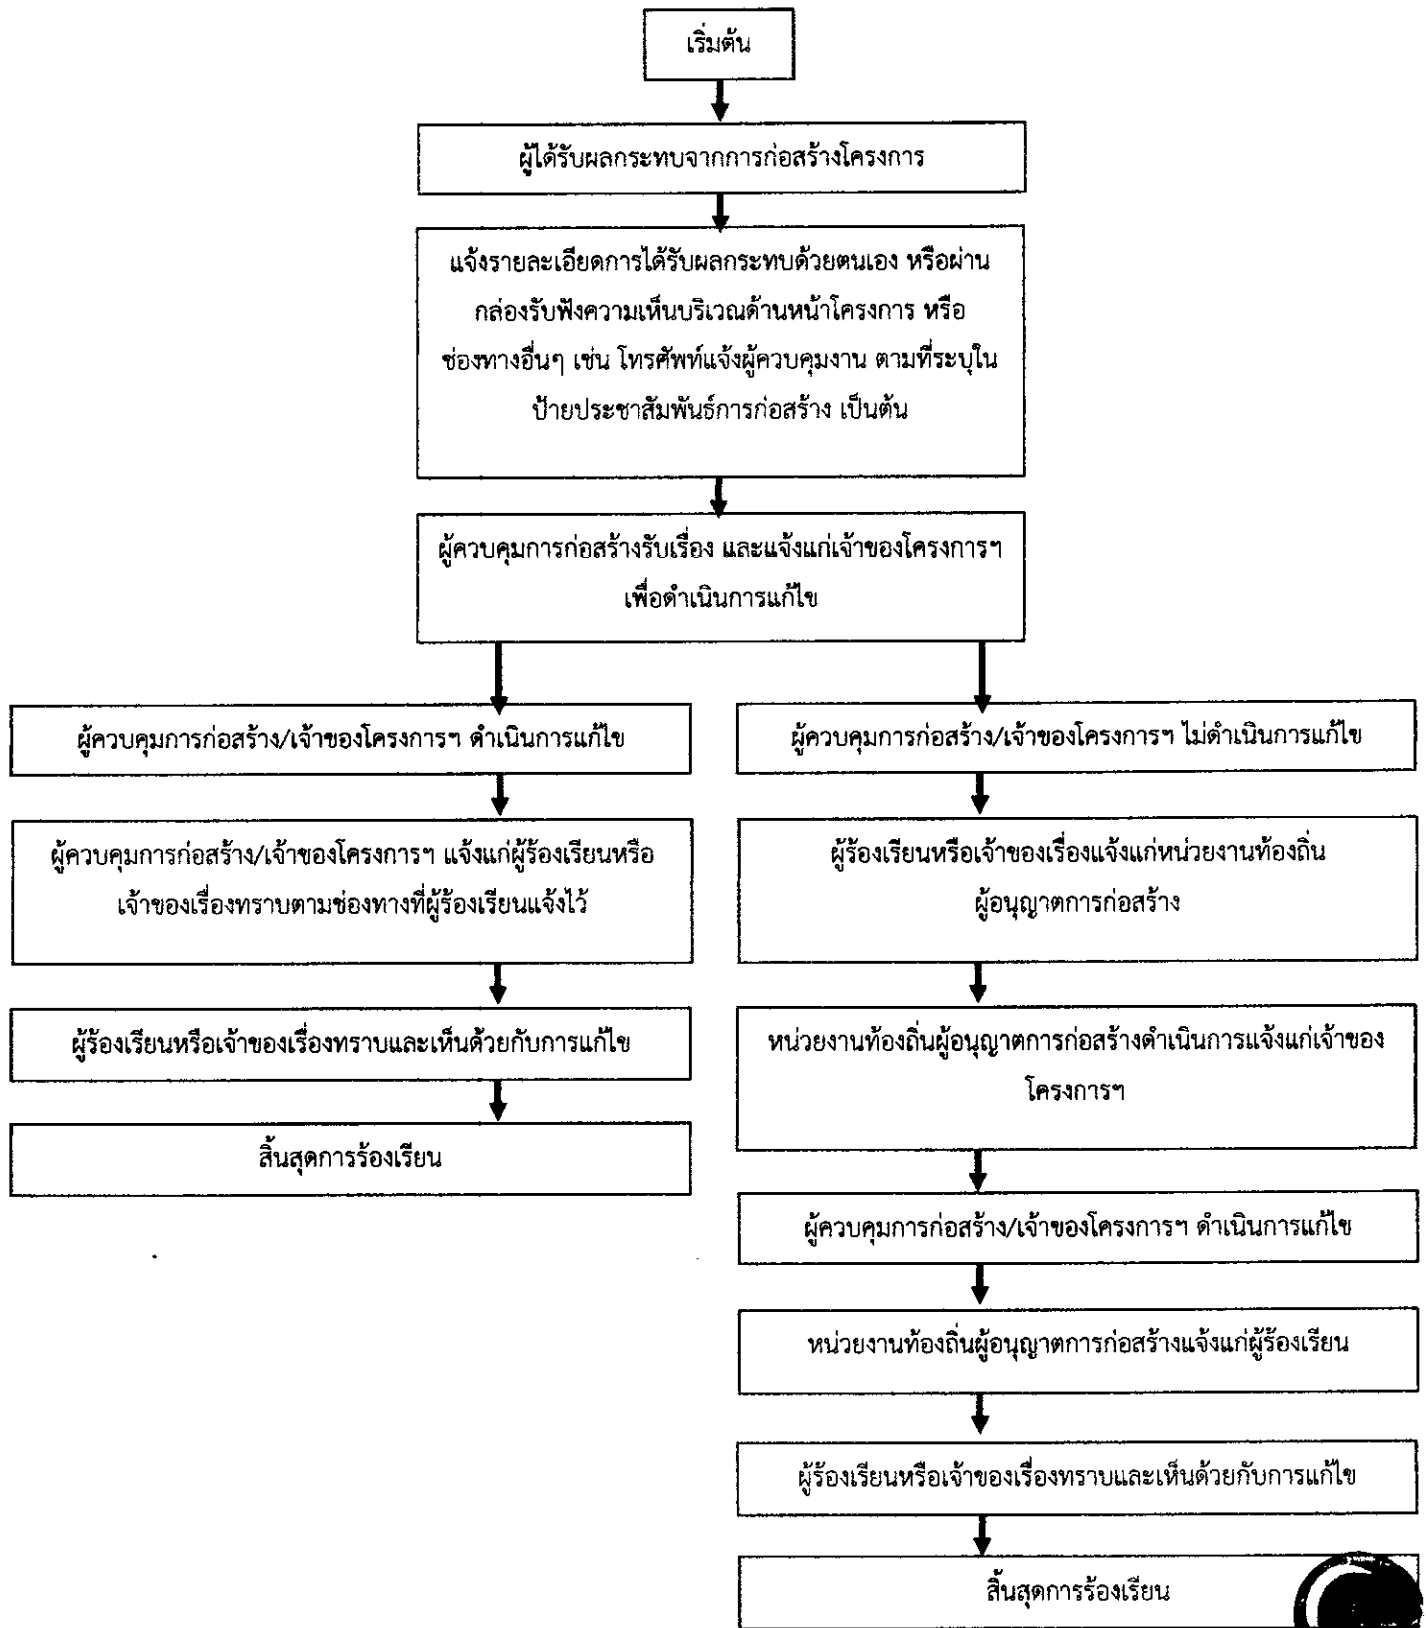 เริ่มต้น
ผู้ได้รับผลกระทบจากการก่อสร้างโครงการ
แจ้งรายละเอียดการได้รับผลกระทบด้วยตนเอง หรือผ่าน
กล่องรับฟังความเห็นบริเวณด้านหน้าโครงการ หรือ
ช่องทางอื่นๆ เช่น โทรศัพท์แจ้งผู้ควบคุมงาน ตามที่ระบุใน
ป้ายประชาสัมพันธ์การก่อสร้าง เป็นต้น
ผู้ควบคุมการก่อสร้างรับเรื่อง และแจ้งแก่เจ้าของโครงการฯ
เพื่อดำเนินการแก้ไข
ผู้ควบคุมการก่อสร้าง/เจ้าของโครงการฯ ดำเนินการแก้ไข
ผู้ควบคุมการก่อสร้าง/เจ้าของโครงการฯ แจ้งแก่ผู้ร้องเรียนหรือ
เจ้าของเรื่องทราบตามช่องทางที่ผู้ร้องเรียนแจ้งไว้
ผู้ร้องเรียนหรือเจ้าของเรื่องทราบและเห็นด้วยกับการแก้ไข
สิ้นสุดการร้องเรียน
ผู้ควบคุมการก่อสร้าง/เจ้าของโครงการฯ ไม่ดำเนินการแก้ไข
ผู้ร้องเรียนหรือเจ้าของเรื่องแจ้งแก่หน่วยงานท้องถิ่น
ผู้อนุญาตการก่อสร้าง
หน่วยงานท้องถิ่นผู้อนุญาตการก่อสร้างดำเนินการแจ้งแก่เจ้าของ
โครงการฯ
ผู้ควบคุมการก่อสร้าง/เจ้าของโครงการฯ ดำเนินการแก้ไข
หน่วยงานท้องถิ่นผู้อนุญาตการก่อสร้างแจ้งแก่ผู้ร้องเรียน
ผู้ร้องเรียนหรือเจ้าของเรื่องทราบและเห็นด้วยกับการแก้ไข
สิ้นสุดการร้องเรียน